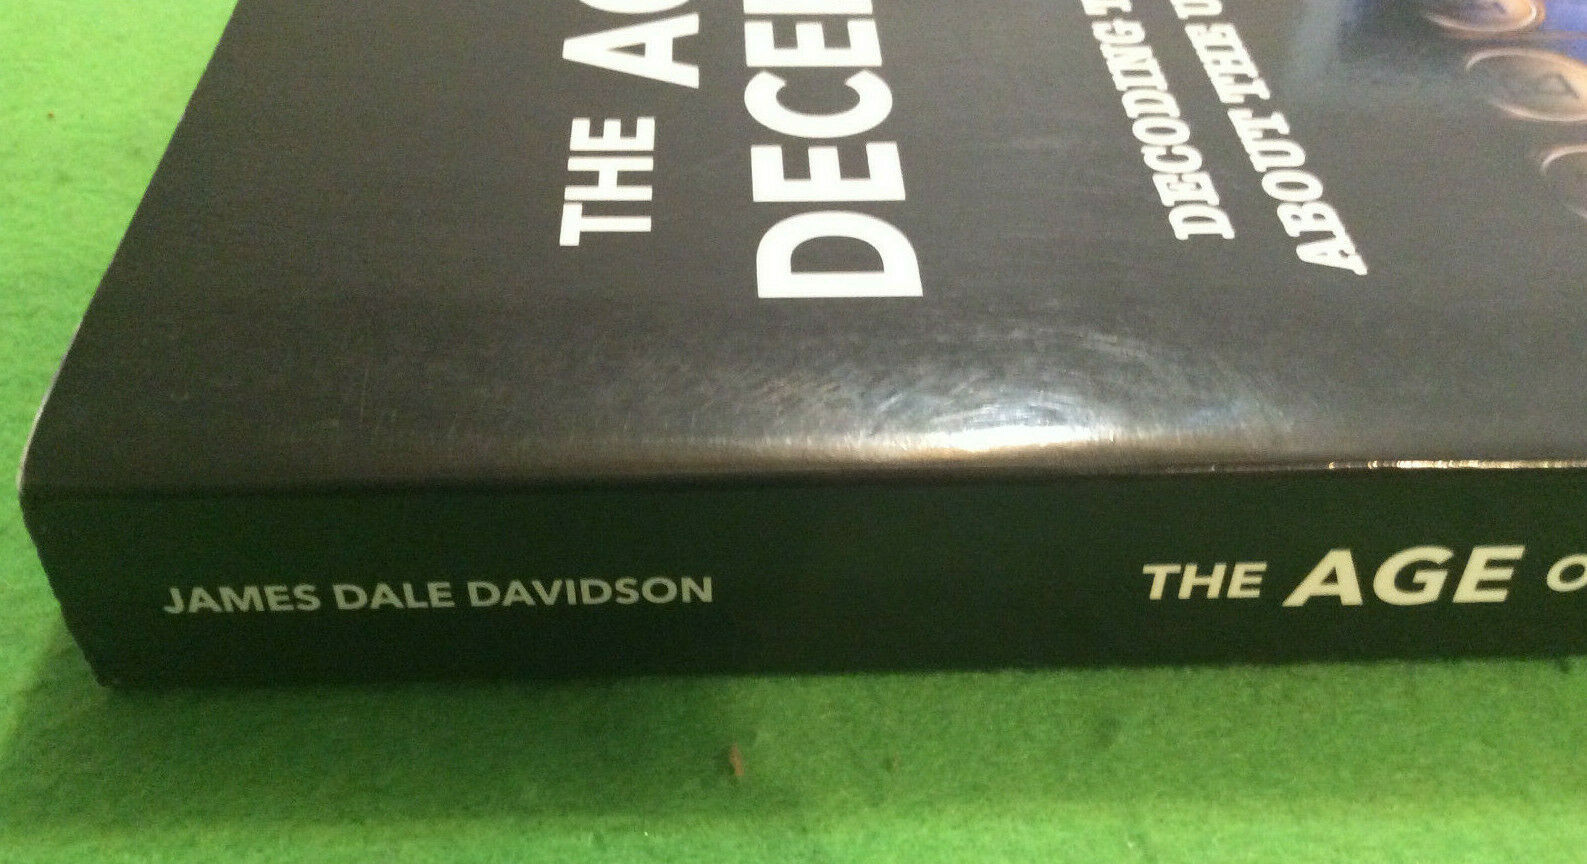 THE AG
DECE
DECODING
ABOUT THE U
JAMES DALE DAVIDSON
THE AGE O